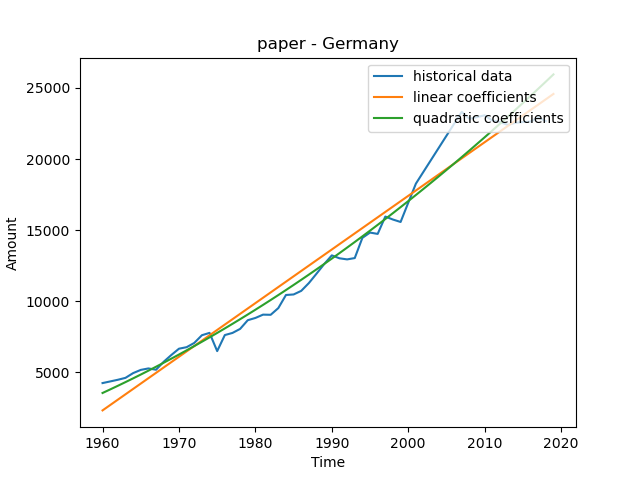 paper - Germany
historical data
linear coefficients
quadratic coefficients
25000
20000
15000
10000
5000
Amount
1960 1970 1980 1990 2000 2010 2020
Time